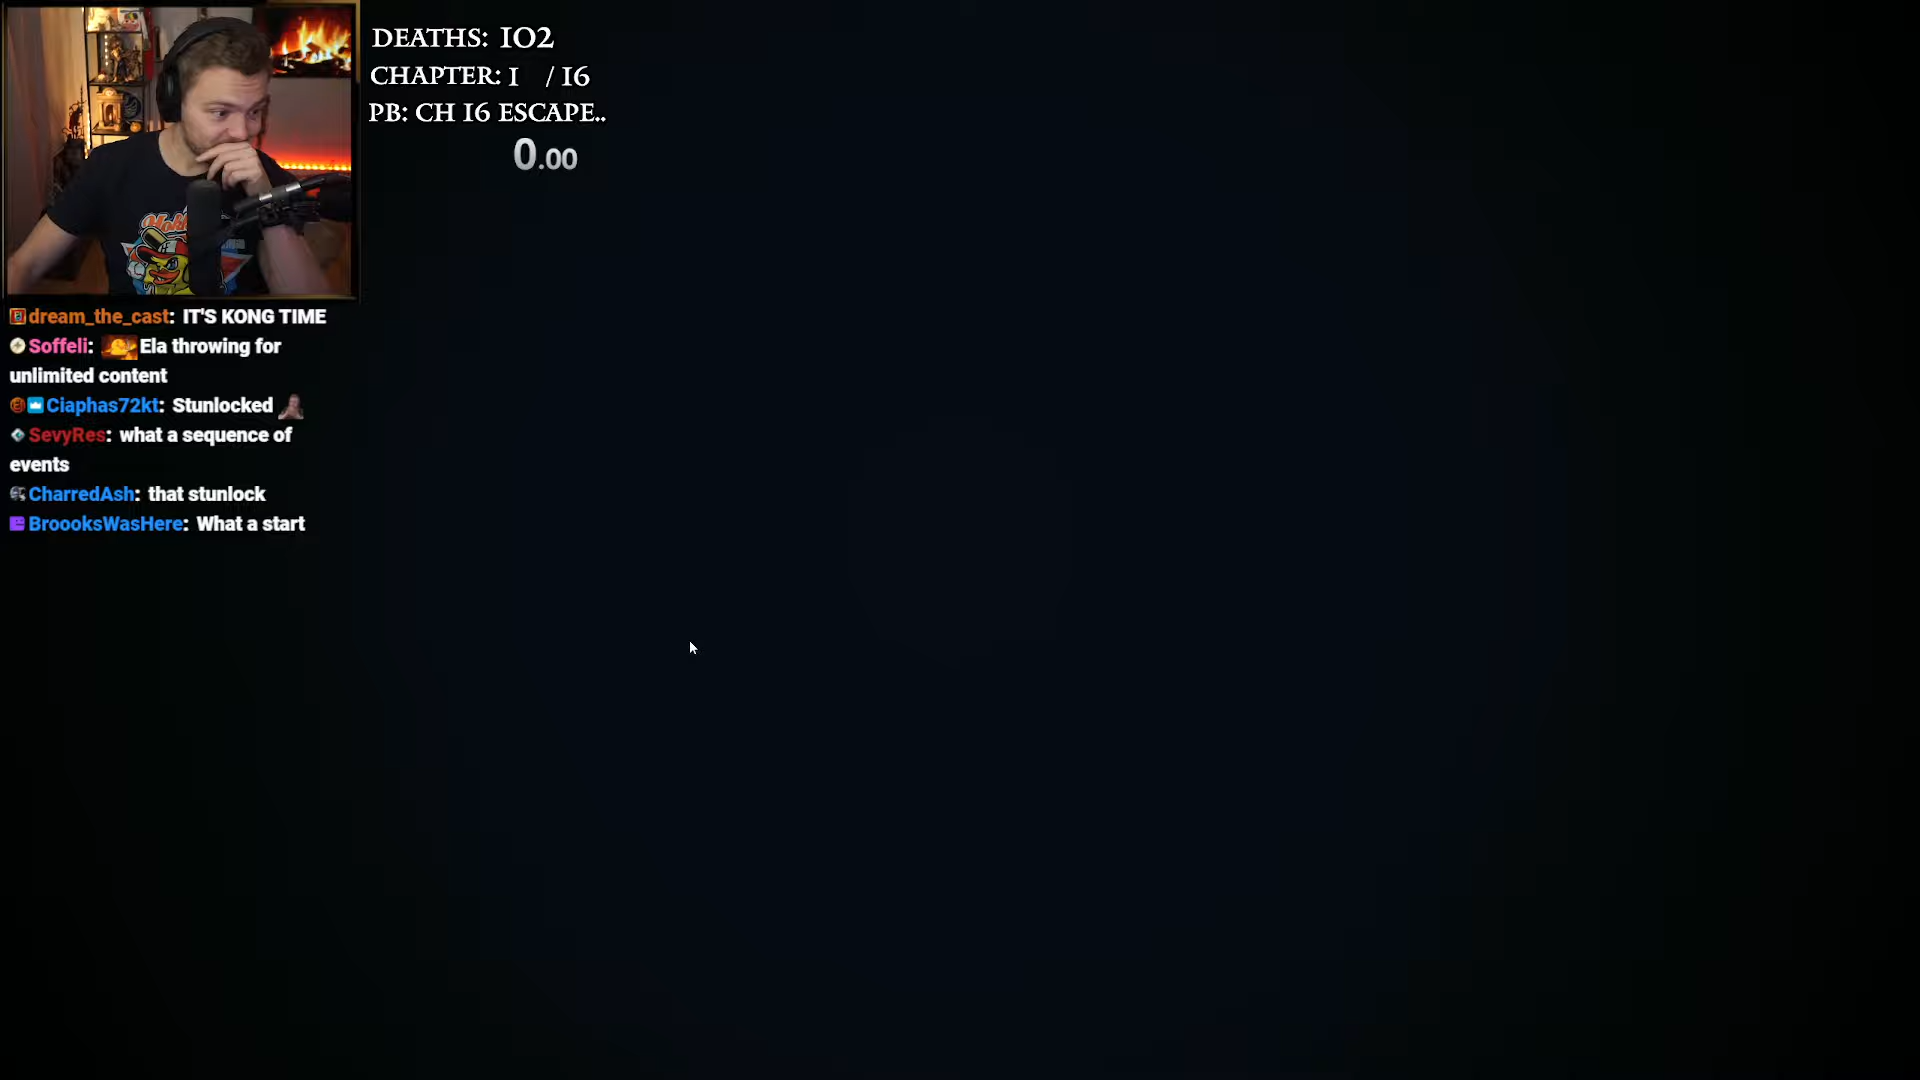 DEATHS: 102
CHAPTER: 1 / 16
PB: CH 16 ESCAPE..
0.00
dream_the_cast: IT'S KONG TIME
Soffeli: Ela throwing for
unlimited content
Ciaphas72kt: Stunlocked
SevyRes: what a sequence of
events
CharredAsh: that stunlock
BroooksWasHere: What a start